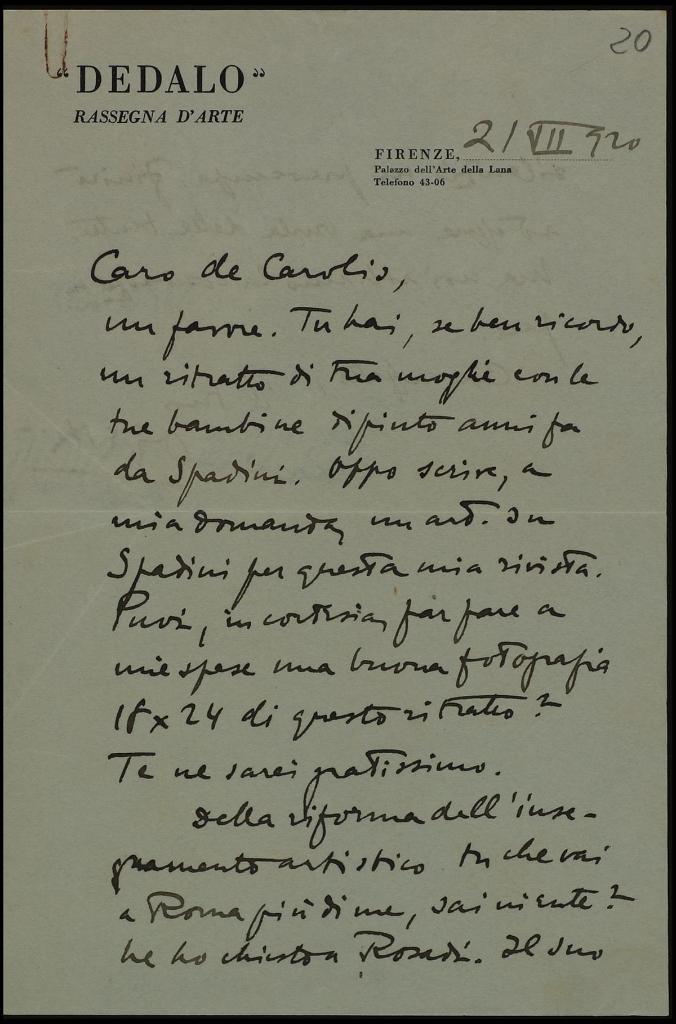 20
"DEDALO"
RASSEGNA D'ARTE
FIRENZE, 21 VII 920
Palazzo dell'Arte della Lana
Telefono 43-06
Caro de Carolis,
un favore. Tu hai, se ben ricordo,
un ritratto di tua moglie con le
tue bambine dipinto anni fa
da Spadini. Oppo scrive, a
mia domanda, un art. su
Spadini per questa mia rivista.
Puoi, in cortesia, far fare a
mie spese una buona fotografia
18 x 24 di questo ritratto?
Te ne sarei gratissimo.
Della riforma dell'inse-
gnamento artistico tu che vai
a Roma più di me, sai niente?
Ne ho chiesto a Rosadi. Il suo